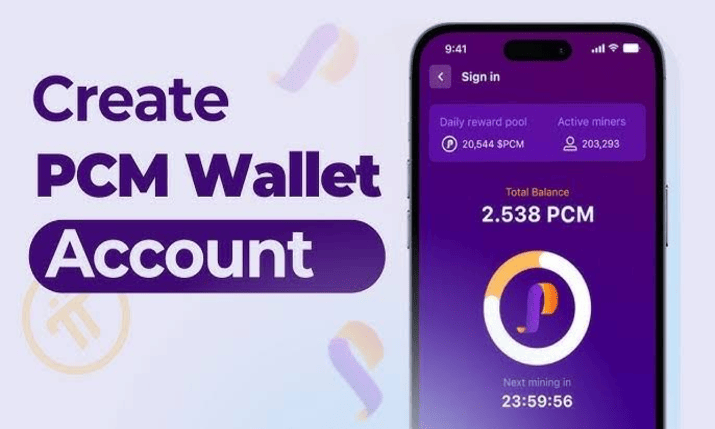 Create
PCM Wallet
Account
9:41
Sign in
Daily reward pool
Active miners
20,544 $PCM
203,293
Total Balance
2.538 PCM
Next mining in
23:59:56